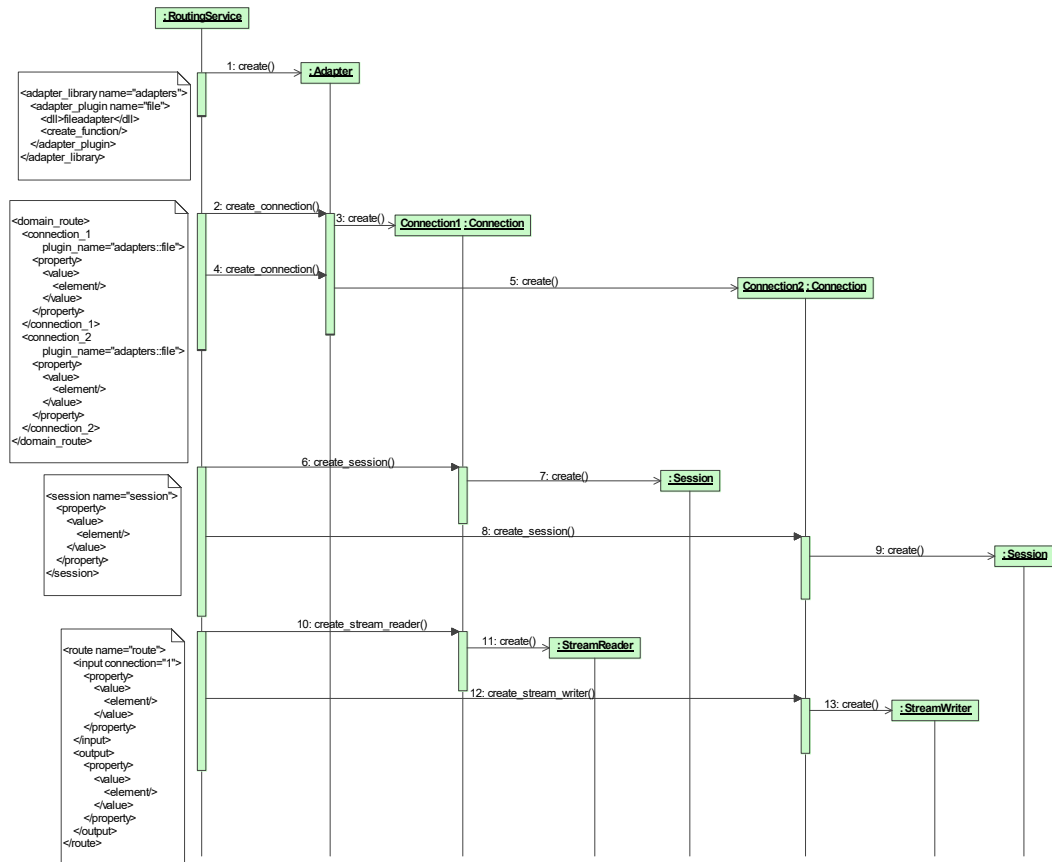 : RoutingService
1: create()
: Adapter
<adapter_library name="adapters">
<adapter_plugin name="file">
<dll>fileadapter</dll>
<create_function/>
</adapter_plugin>
</adapter_library>
2: create_connection()
3: create()
Connection1 : Connection
<domain_route>
<connection_1
plugin_name="adapters::file">
<property>
<value>
<element/>
</value>
</property>
</connection_1>
<connection_2
plugin_name="adapters::file">
<property>
<value>
<element/>
</value>
</property>
</connection_2>
</domain_route>
4: create_connection()
5: create()
Connection2 : Connection
6: create_session()
7: create()
: Session
<session name="session">
<property>
<value>
<element/>
</value>
</property>
</session>
8: create_session()
9: create()
: Session
10: create_stream_reader()
11: create()
: StreamReader
<route name="route">
<input connection="1">
<property>
<value>
<element/>
</value>
</property>
</input>
<output>
<property>
<value>
<element/>
</value>
</property>
</output>
</route>
12: create_stream_writer()
13: create()
: StreamWriter